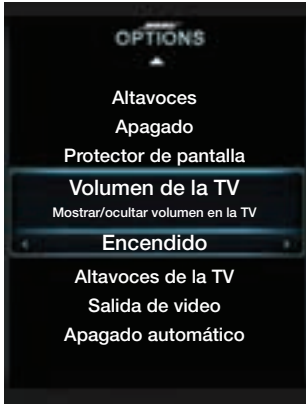 OPTIONS
Altavoces
Apagado
Protector de pantalla
Volumen de la TV
Mostrar/ocultar volumen en la TV
Encendido
Altavoces de la TV
Salida de video
Apagado automático